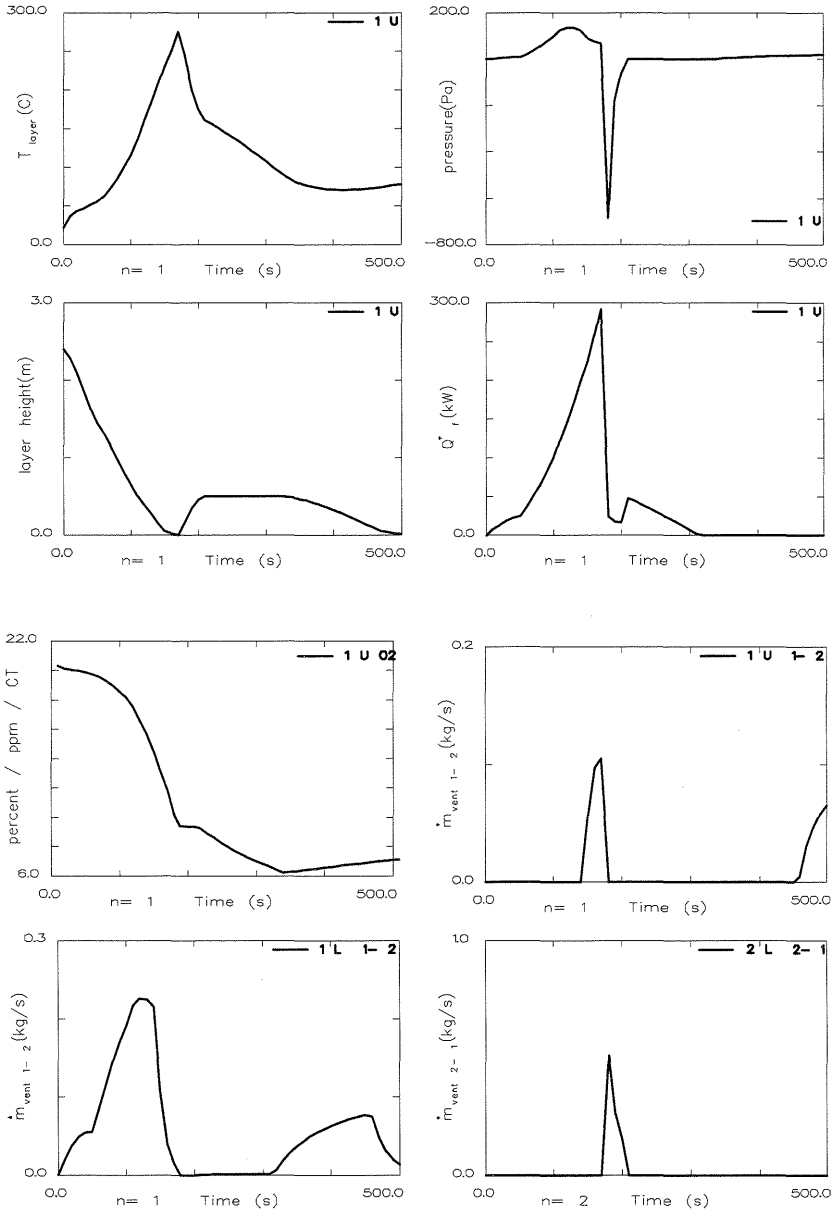 300.0
1 U
T layer (C)
0.0
0.0
n= 1 Time (s)
500.0
200.0
pressure(Pa)
1 U
-800.0
0.0
n= 1 Time (s)
500.0
3.0
1 U
layer height(m)
0.0
0.0
n= 1 Time (s)
500.0
300.0
1 U
Q f (kW)
0.0
0.0
n= 1 Time (s)
500.0
22.0
1 U O2
percent / ppm / CT
6.0
0.0
n= 1 Time (s)
500.0
0.2
1 U 1- 2
ṁ vent 1- 2 (kg/s)
0.0
0.0
n= 1 Time (s)
500.0
0.3
1 L 1- 2
ṁ vent 1- 2 (kg/s)
0.0
0.0
n= 1 Time (s)
500.0
1.0
2 L 2- 1
ṁ vent 2- 1 (kg/s)
0.0
0.0
n= 2 Time (s)
500.0